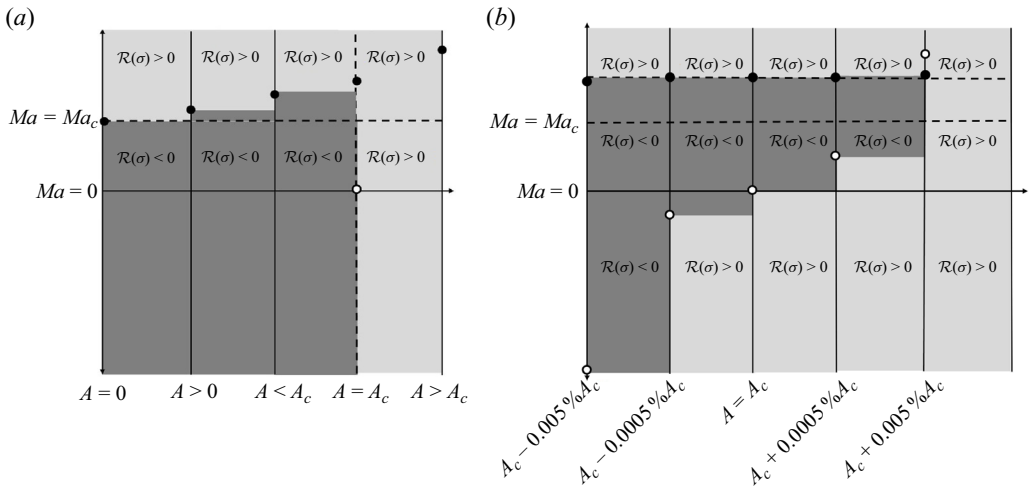 (a)
ℛ(σ) > 0 ℛ(σ) > 0 ℛ(σ) > 0 ℛ(σ) > 0
Ma = Ma_c
ℛ(σ) < 0 ℛ(σ) < 0 ℛ(σ) < 0 ℛ(σ) > 0
Ma = 0
A = 0 A > 0 A < A_c A = A_c A > A_c
(b)
ℛ(σ) > 0 ℛ(σ) > 0 ℛ(σ) > 0 ℛ(σ) > 0 ℛ(σ) > 0
Ma = Ma_c
ℛ(σ) < 0 ℛ(σ) < 0 ℛ(σ) < 0 ℛ(σ) < 0 ℛ(σ) > 0
Ma = 0
ℛ(σ) < 0 ℛ(σ) > 0 ℛ(σ) > 0 ℛ(σ) > 0 ℛ(σ) > 0
A_c – 0.005 %A_c
A_c – 0.0005 %A_c
A = A_c
A_c + 0.0005 %A_c
A_c + 0.005 %A_c